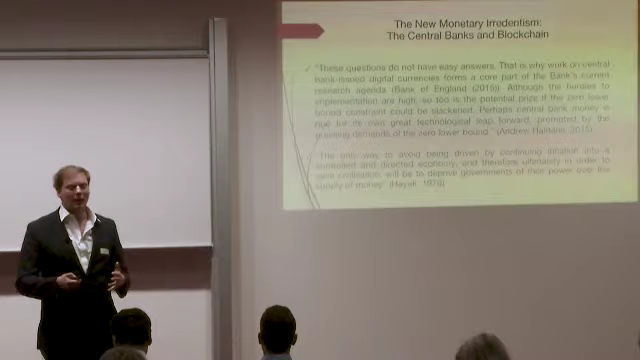 The New Monetary Irredentism:
The Central Banks and Blockchain
"These questions do not have easy answers. That is why work on central
bank-issued digital currencies forms a core part of the Bank's current
research agenda (Bank of England (2015)). Although the hurdles to
implementation are high, so too is the potential prize if the zero lower
bound constraint could be slackened. Perhaps central bank money is
ripe for its own great technological leap forward, prompted by the
growing demands of the zero lower bound." (Andrew Haldane, 2015)
"The only way to avoid being driven by continuing inflation into a
controlled and directed economy, and therefore ultimately in order to
save civilisation, will be to deprive governments of their power over the
supply of money" (Hayek, 1976)